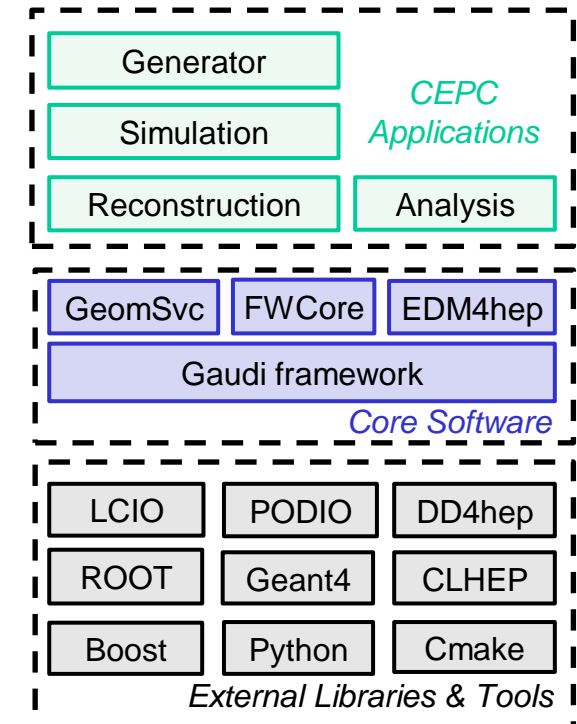 Generator
CEPC
Applications
Simulation
Reconstruction
Analysis
GeomSvc
FWCore
EDM4hep
Gaudi framework
Core Software
LCIO
PODIO
DD4hep
ROOT
Geant4
CLHEP
Boost
Python
Cmake
External Libraries & Tools